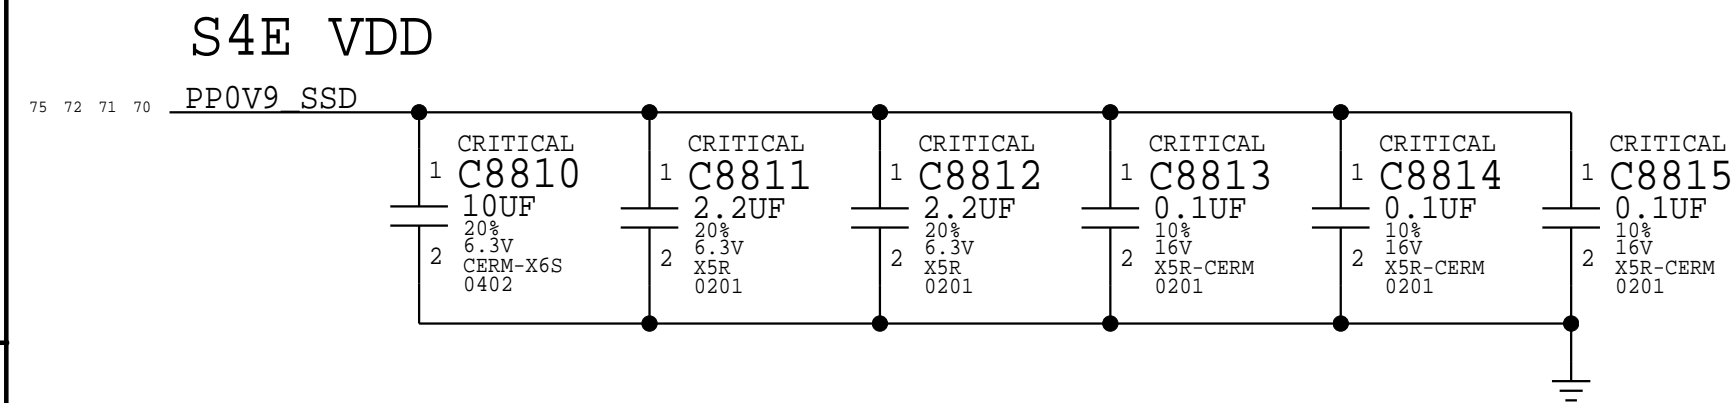 S4E VDD
75 72 71 70 PP0V9_SSD
CRITICAL
1 C8810
10UF
20%
6.3V
2 CERM-X6S
0402
CRITICAL
1 C8811
2.2UF
20%
6.3V
2 X5R
0201
CRITICAL
1 C8812
2.2UF
20%
6.3V
2 X5R
0201
CRITICAL
1 C8813
0.1UF
10%
16V
2 X5R-CERM
0201
CRITICAL
1 C8814
0.1UF
10%
16V
2 X5R-CERM
0201
CRITICAL
1 C8815
0.1UF
10%
16V
2 X5R-CERM
0201